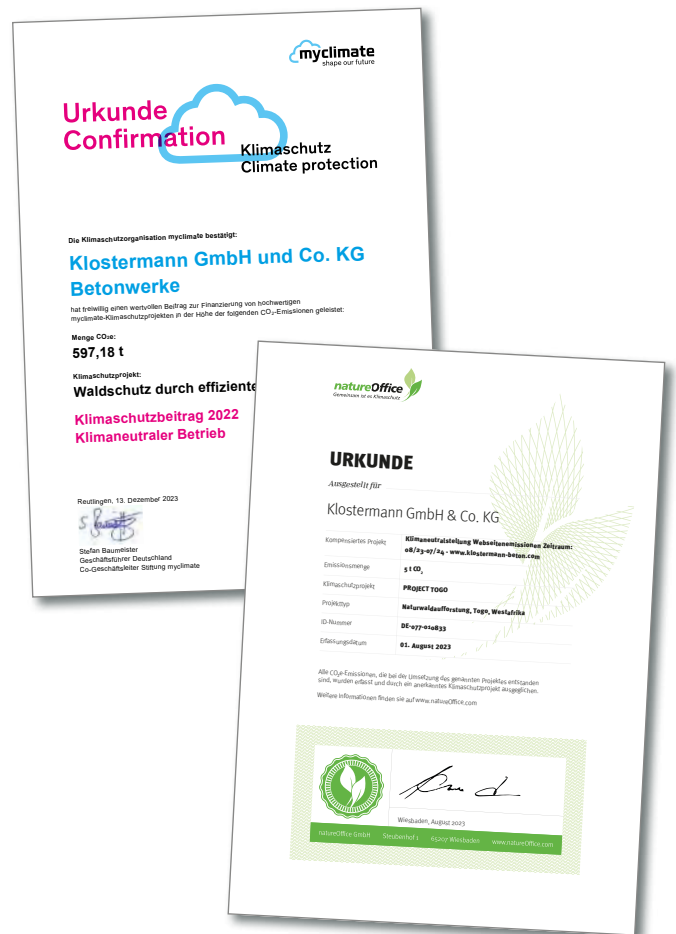 myclimate
shape our future
Urkunde
Confirmation
Klimaschutz
Climate protection
Die Klimaschutzorganisation myclimate bestätigt:
Klostermann GmbH und Co. KG
Betonwerke
hat freiwillig einen wertvollen Beitrag zur Finanzierung von hochwertigen
myclimate-Klimaschutzprojekten in der Höhe der folgenden CO₂-Emissionen geleistet:
Menge CO₂e:
597,18 t
Klimaschutzprojekt:
Waldschutz durch effiziente
Klimaschutzbeitrag 2022
Klimaneutraler Betrieb
Reutlingen, 13. Dezember 2023
Stefan Baumeister
Geschäftsführer Deutschland
Co-Geschäftsleiter Stiftung myclimate
natureOffice
Gemeinsam ist es Klimaschutz
URKUNDE
Ausgestellt für
Klostermann GmbH & Co. KG
Kompensiertes Projekt Klimaneutralstellung Webseitenemissionen Zeitraum:
08/23-07/24 - www.klostermann-beton.com
Emissionsmenge 5 t CO₂
Klimaschutzprojekt PROJECT TOGO
Projekttyp Naturwaldaufforstung, Togo, Westafrika
ID-Nummer DE-077-010833
Erfassungsdatum 01. August 2023
Alle CO₂e-Emissionen, die bei der Umsetzung des genannten Projektes entstanden
sind, wurden erfasst und durch ein anerkanntes Klimaschutzprojekt ausgeglichen.
Weitere Informationen finden sie auf www.natureOffice.com
Wiesbaden, August 2023
natureOffice GmbH Steubenhof 1 65207 Wiesbaden www.natureOffice.com